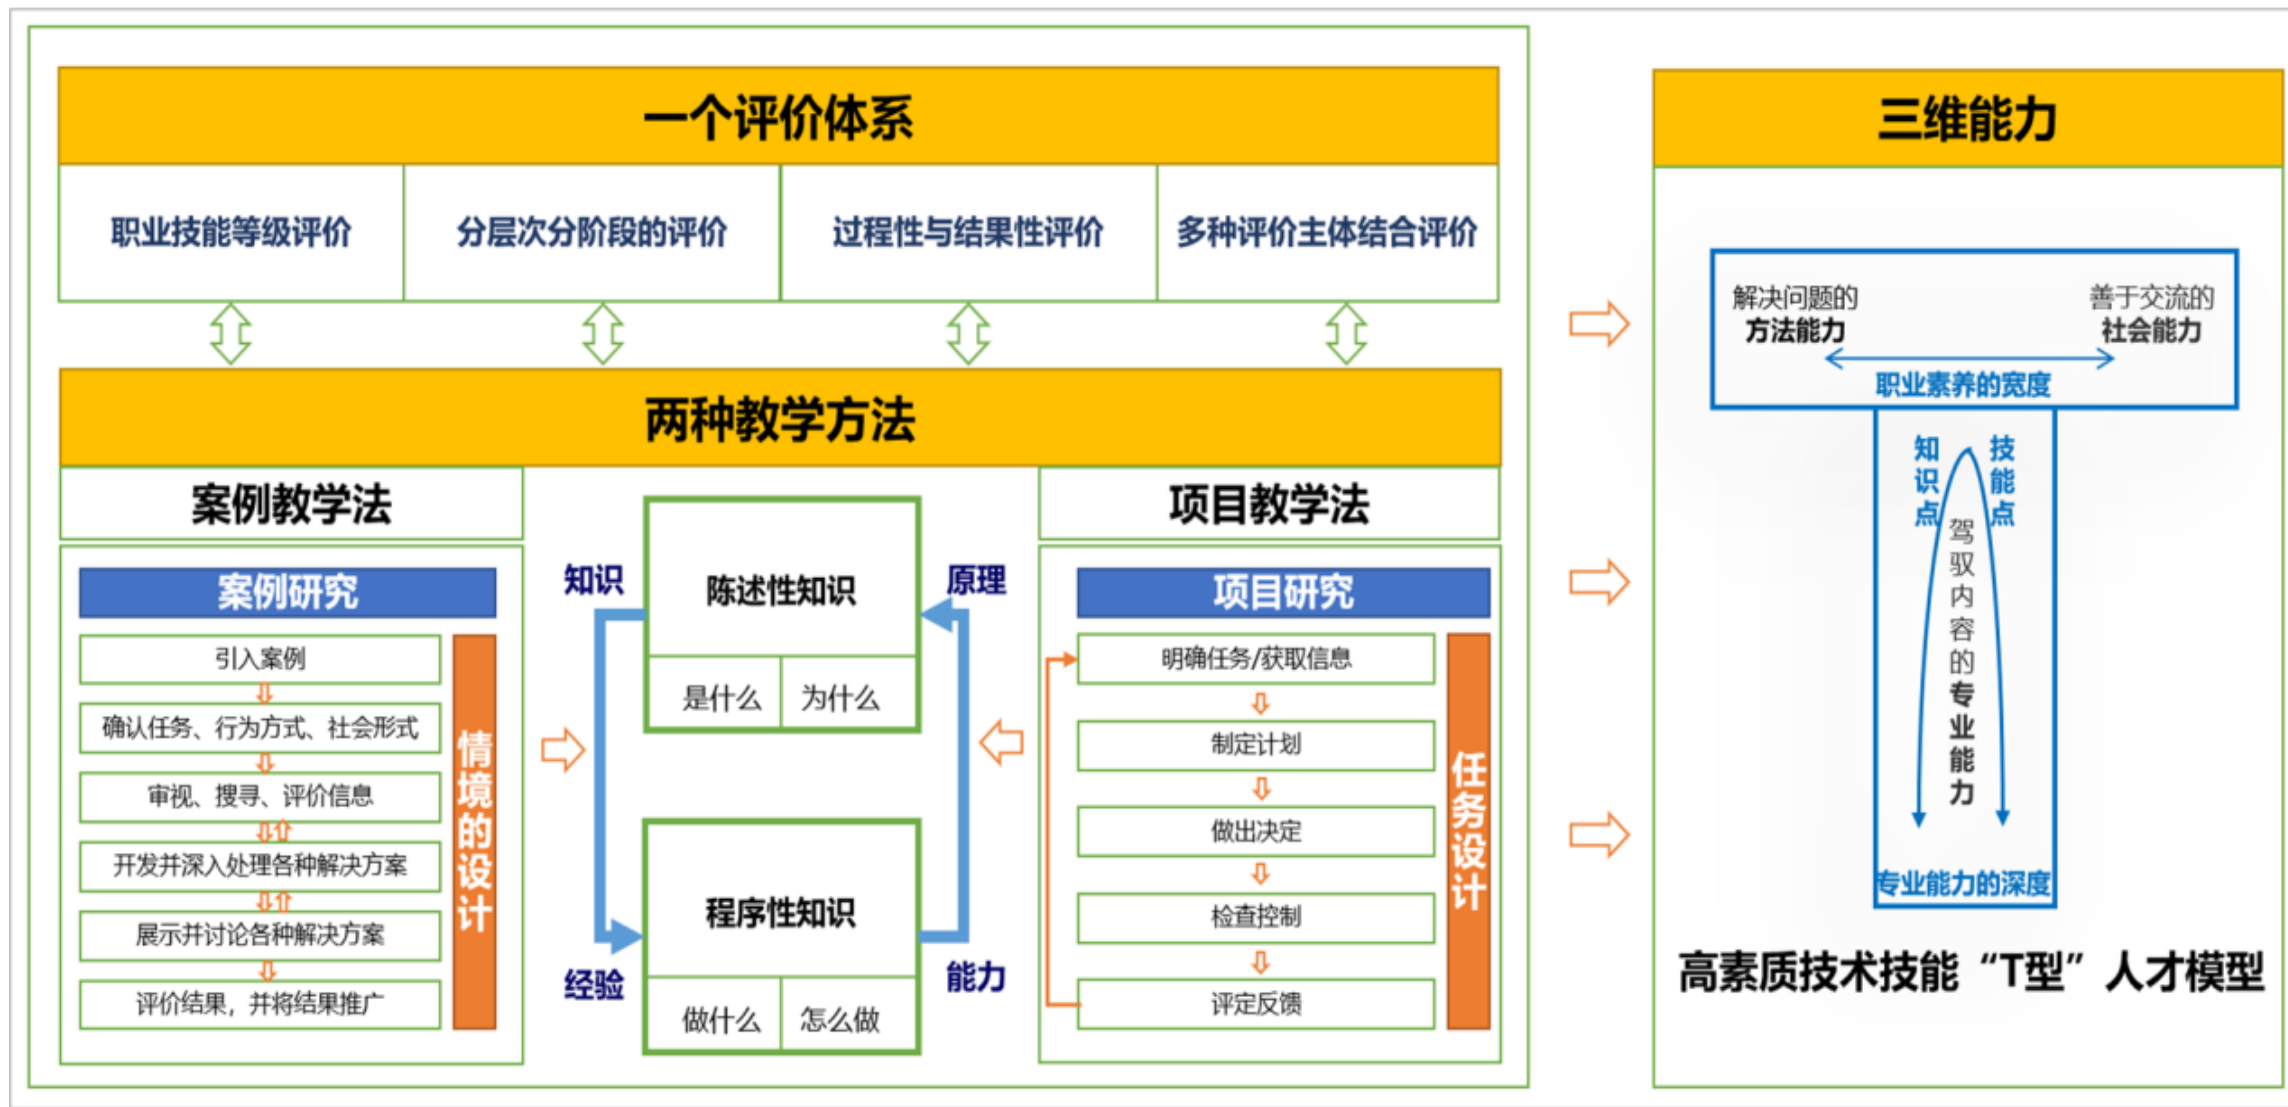 一个评价体系
职业技能等级评价
分层次分阶段的评价
过程性与结果性评价
多种评价主体结合评价
两种教学方法
案例教学法
案例研究
引入案例
确认任务、行为方式、社会形式
审视、搜寻、评价信息
开发并深入处理各种解决方案
展示并讨论各种解决方案
评价结果，并将结果推广
情境的设计
知识
经验
陈述性知识
是什么
为什么
程序性知识
做什么
怎么做
原理
能力
项目教学法
项目研究
明确任务/获取信息
制定计划
做出决定
检查控制
评定反馈
任务设计
三维能力
解决问题的
方法能力
善于交流的
社会能力
职业素养的宽度
知识点
技能点
驾驭内容的专业能力
专业能力的深度
高素质技术技能“T型”人才模型